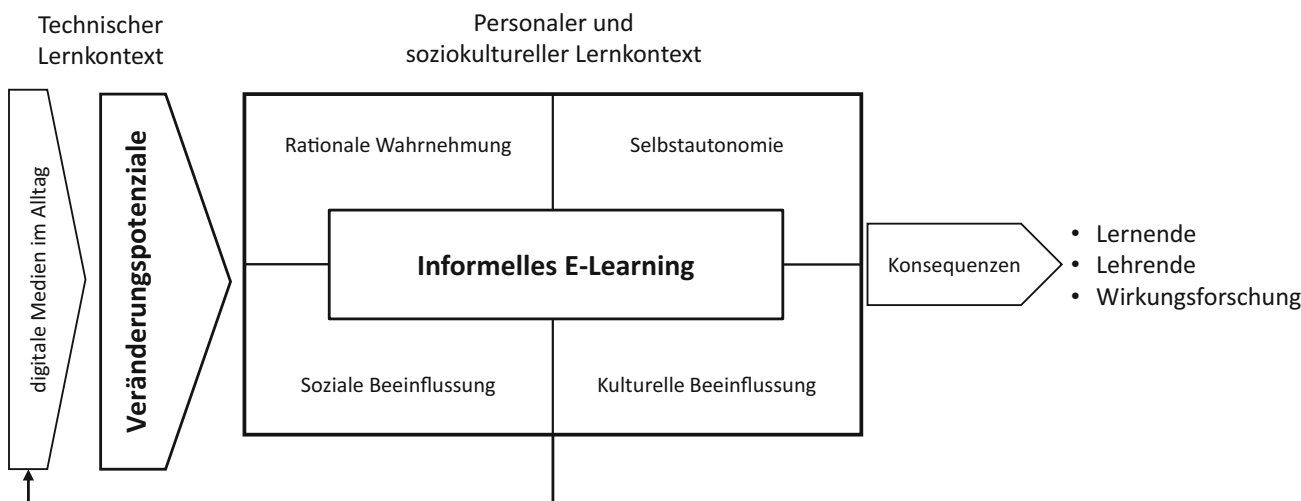 Technischer
Lernkontext
Personaler und
soziokultureller Lernkontext
digitale Medien im Alltag
Veränderungspotenziale
Rationale Wahrnehmung
Selbstautonomie
Informelles E-Learning
Soziale Beeinflussung
Kulturelle Beeinflussung
Konsequenzen
• Lernende
• Lehrende
• Wirkungsforschung